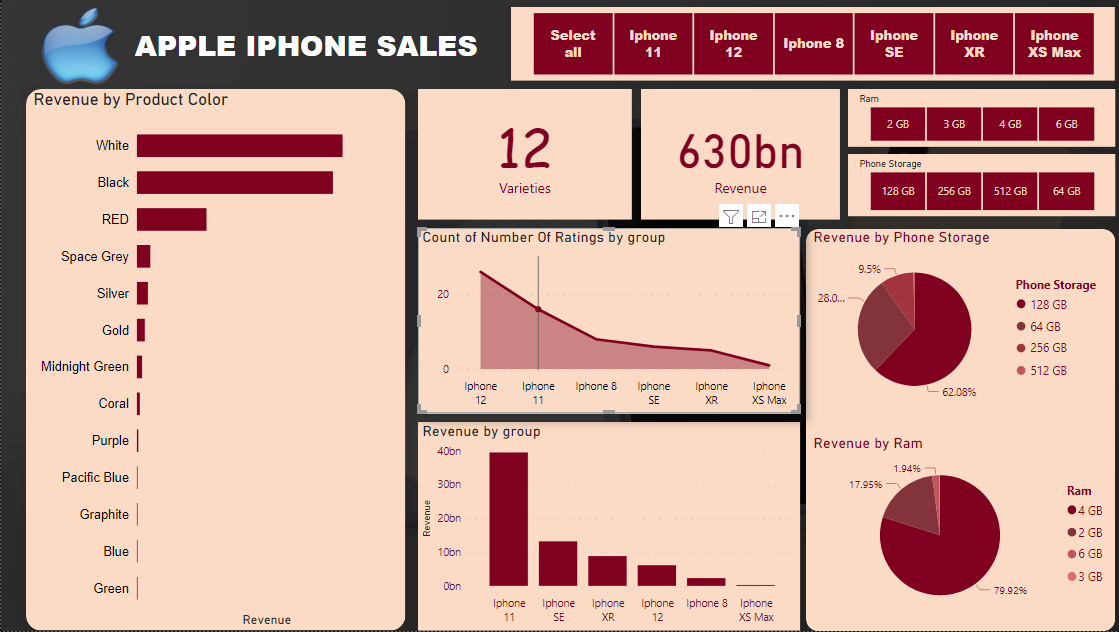 APPLE IPHONE SALES
Select
all
Iphone
11
Iphone
12
Iphone 8
Iphone
SE
Iphone
XR
Iphone
XS Max
Revenue by Product Color
White
Black
RED
Space Grey
Silver
Gold
Midnight Green
Coral
Purple
Pacific Blue
Graphite
Blue
Green
Revenue
12
Varieties
630bn
Revenue
Ram
2 GB
3 GB
4 GB
6 GB
Phone Storage
128 GB
256 GB
512 GB
64 GB
Count of Number Of Ratings by group
20
0
Iphone
12
Iphone
11
Iphone 8
Iphone
SE
Iphone
XR
Iphone
XS Max
Revenue by group
Revenue
40bn
30bn
20bn
10bn
0bn
Iphone
11
Iphone
SE
Iphone
XR
Iphone
12
Iphone 8
Iphone
XS Max
Revenue by Phone Storage
9.5%
28.0...
62.08%
Phone Storage
128 GB
64 GB
256 GB
512 GB
Revenue by Ram
1.94%
17.95%
79.92%
Ram
4 GB
2 GB
6 GB
3 GB